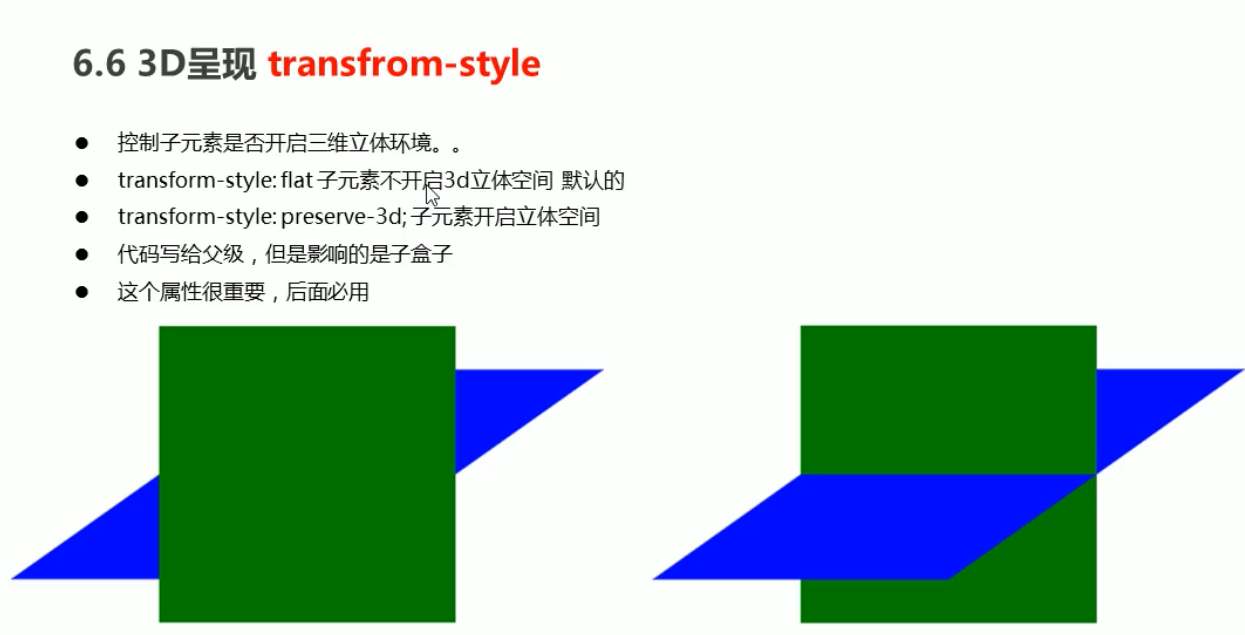 6.6 3D呈现 transfrom-style
● 控制子元素是否开启三维立体环境。。
● transform-style: flat 子元素不开启3d立体空间 默认的
● transform-style: preserve-3d; 子元素开启立体空间
● 代码写给父级，但是影响的是子盒子
● 这个属性很重要，后面必用